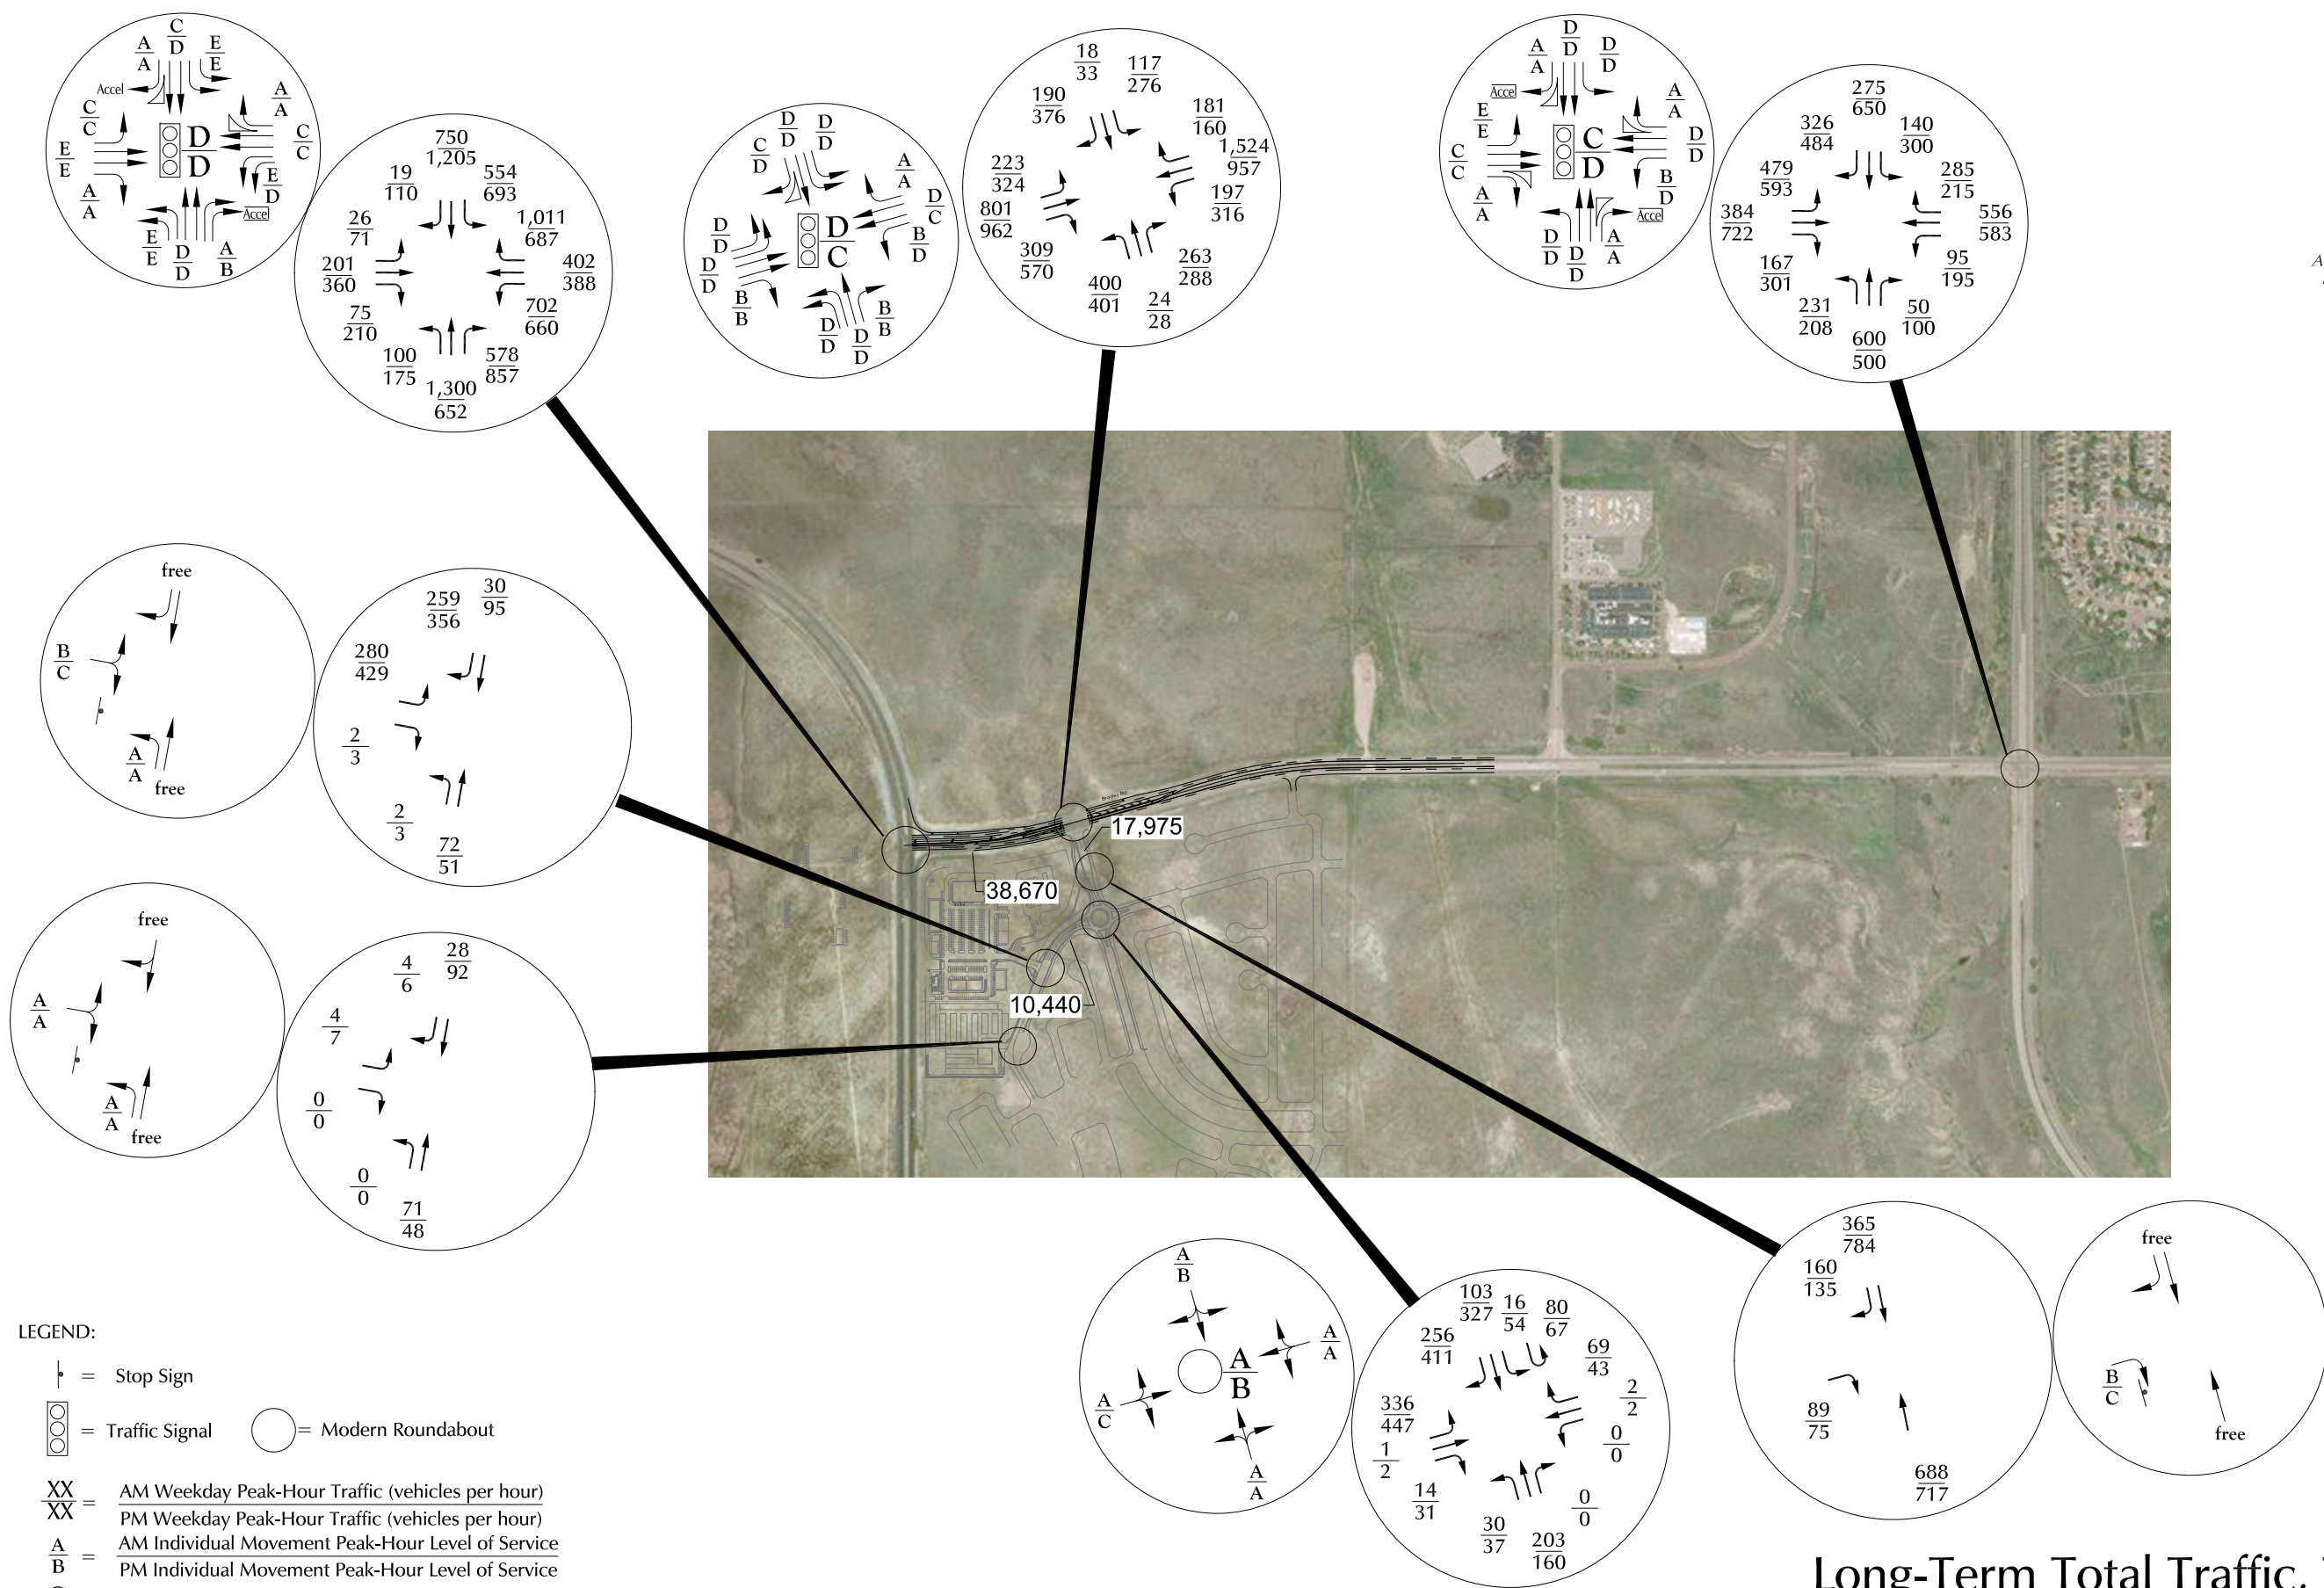 C
D
A
A
E
E
Accel
A
A
C
C
C
C
E
E
D
D
A
A
E
D
Accel
E
E
D
D
A
B
750
1,205
19
110
554
693
26
71
1,011
687
201
360
402
388
75
210
702
660
100
175
578
857
1,300
652
D
D
D
D
C
D
A
A
D
C
D
D
D
C
B
D
D
D
B
B
D
D
D
D
B
B
18
33
117
276
190
376
181
160
1,524
957
223
324
197
316
801
962
309
570
263
288
400
401
24
28
D
D
A
A
D
D
Accel
A
A
E
E
D
D
C
C
C
D
B
D
A
A
Accel
D
D
D
D
A
A
275
650
326
484
140
300
479
593
285
215
384
722
556
583
167
301
95
195
231
208
50
100
600
500
A
free
B
C
A
A
free
259
356
30
95
280
429
2
3
2
3
72
51
free
A
A
A
A
free
4
6
28
92
4
7
0
0
0
0
71
48
Bradley Rd
17,975
38,670
10,440
A
B
A
A
A
B
A
C
A
A
103
327
16
54
80
67
256
411
69
43
336
447
2
2
1
2
0
0
14
31
0
0
30
37
203
160
365
784
160
135
89
75
688
717
free
B
C
free
LEGEND:
= Stop Sign
= Traffic Signal
= Modern Roundabout
XX
XX
=
AM Weekday Peak-Hour Traffic (vehicles per hour)
PM Weekday Peak-Hour Traffic (vehicles per hour)
A
B
=
AM Individual Movement Peak-Hour Level of Service
PM Individual Movement Peak-Hour Level of Service
Long-Term Total Traffic,